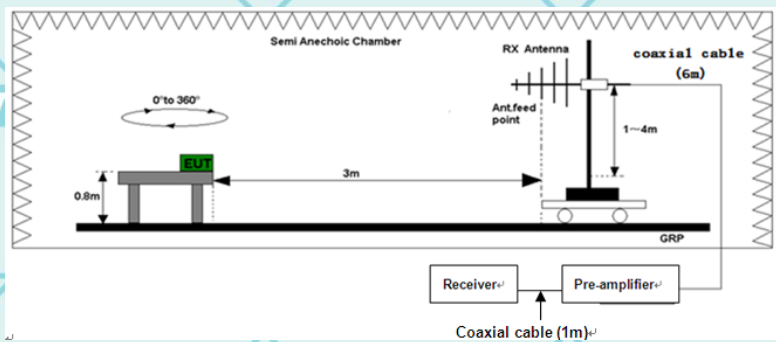 Semi Anechoic Chamber
RX Antenna
coaxial cable
(6m)
0°to 360°
Ant.feed
point
1～4m
EUT
3m
0.8m
GRP
Receiver
Pre-amplifier
Coaxial cable (1m)